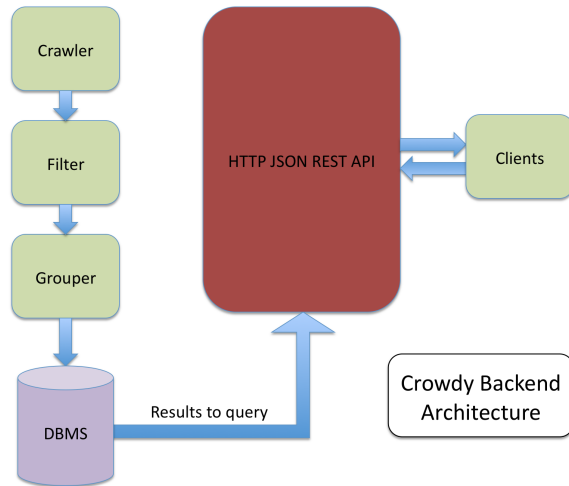 Crawler
Filter
Grouper
DBMS
Results to query
HTTP JSON REST API
Clients
Crowdy Backend
Architecture